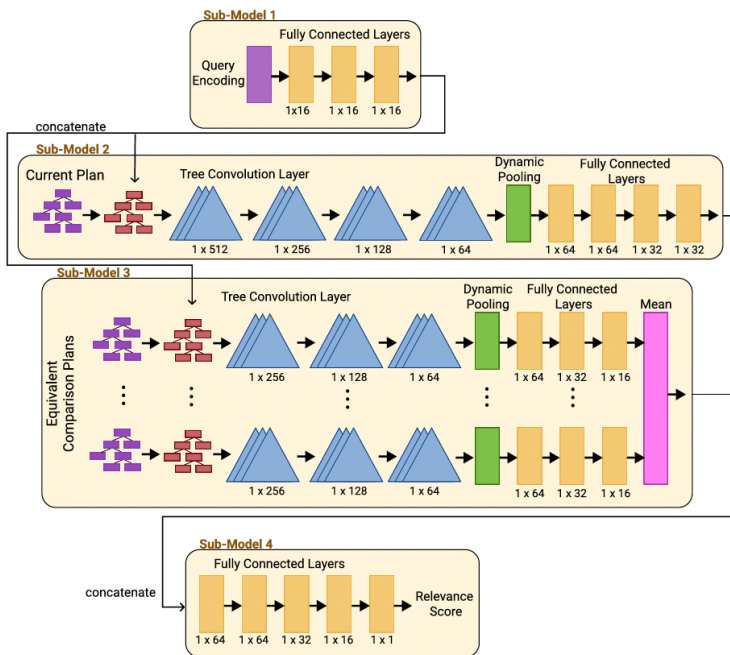 Sub-Model 1
Fully Connected Layers
Query
Encoding
1x16
1 x 16
1 x 16
concatenate
Sub-Model 2
Current Plan
Tree Convolution Layer
Dynamic
Pooling
Fully Connected
Layers
1 x 512
1 x 256
1 x 128
1 x 64
1 x 64
1 x 64
1 x 32
1 x 32
Sub-Model 3
Equivalent
Comparison Plans
Tree Convolution Layer
Dynamic
Pooling
Fully Connected
Layers
Mean
1 x 256
1 x 128
1 x 64
1 x 64
1 x 32
1 x 16
1 x 256
1 x 128
1 x 64
1 x 64
1 x 32
1 x 16
Sub-Model 4
Fully Connected Layers
concatenate
Relevance
Score
1 x 64
1 x 64
1 x 32
1 x 16
1 x 1